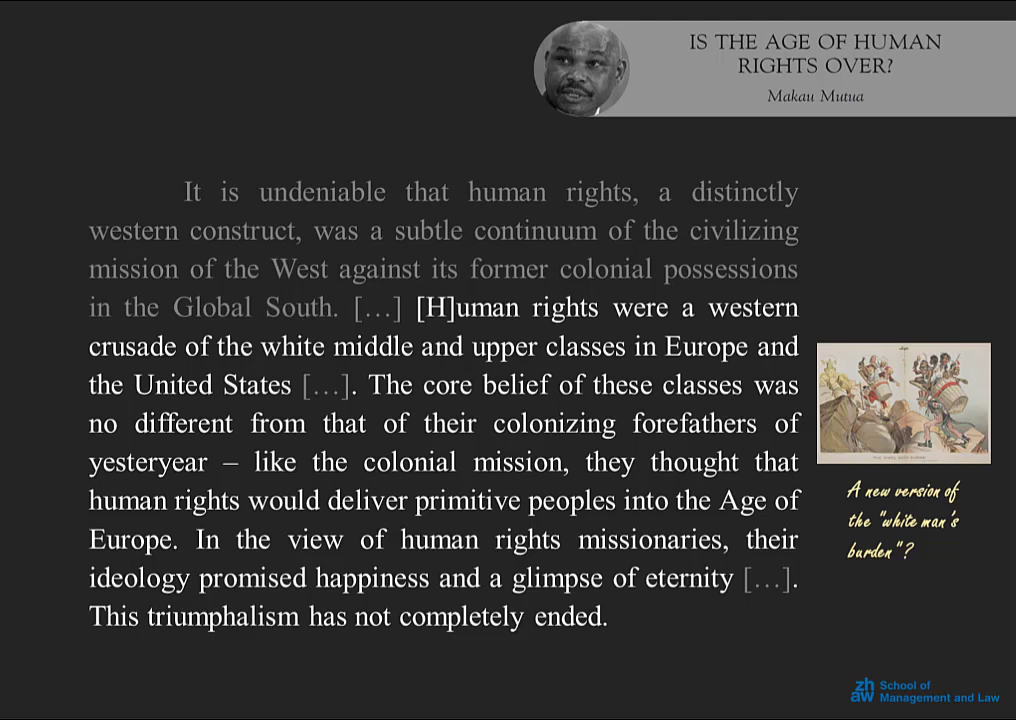 IS THE AGE OF HUMAN
RIGHTS OVER?
Makau Mutua
It is undeniable that human rights, a distinctly
western construct, was a subtle continuum of the civilizing
mission of the West against its former colonial possessions
in the Global South. […] [H]uman rights were a western
crusade of the white middle and upper classes in Europe and
the United States […]. The core belief of these classes was
no different from that of their colonizing forefathers of
yesteryear – like the colonial mission, they thought that
human rights would deliver primitive peoples into the Age of
Europe. In the view of human rights missionaries, their
ideology promised happiness and a glimpse of eternity […].
This triumphalism has not completely ended.
A new version of
the "white man's
burden"?
zh
aw
School of
Management and Law